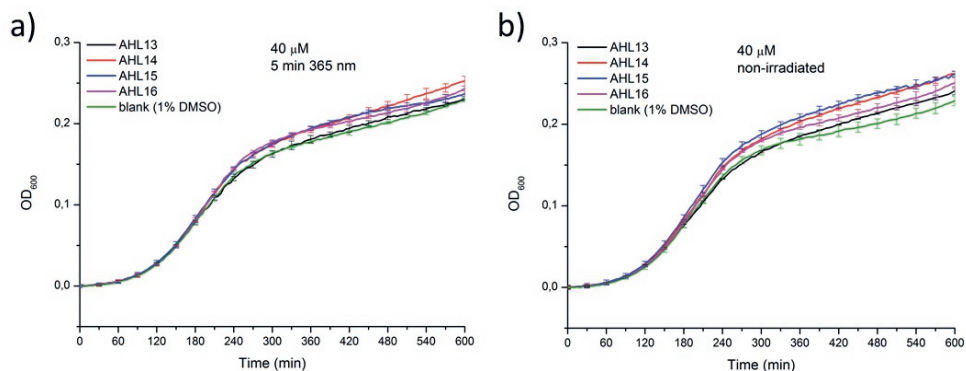 a)
0,3
0,2
0,1
0,0
OD600
AHL13
AHL14
AHL15
AHL16
blank (1% DMSO)
40 μM
5 min 365 nm
0 60 120 180 240 300 360 420 480 540 600
Time (min)
b)
0,3
0,2
0,1
0,0
OD600
AHL13
AHL14
AHL15
AHL16
blank (1% DMSO)
40 μM
non-irradiated
0 60 120 180 240 300 360 420 480 540 600
Time (min)